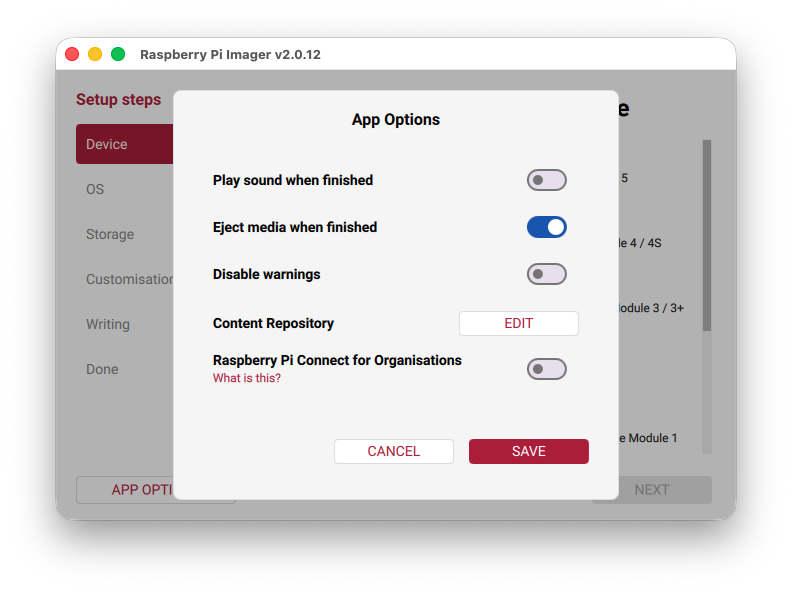 Raspberry Pi Imager v2.0.12
Setup steps
App Options
Device
OS
Storage
Customisation
Writing
Done
APP OPTI
Play sound when finished
Eject media when finished
Disable warnings
Content Repository
EDIT
Raspberry Pi Connect for Organisations
What is this?
CANCEL
SAVE
e
5
le 4 / 4S
odule 3 / 3+
e Module 1
NEXT